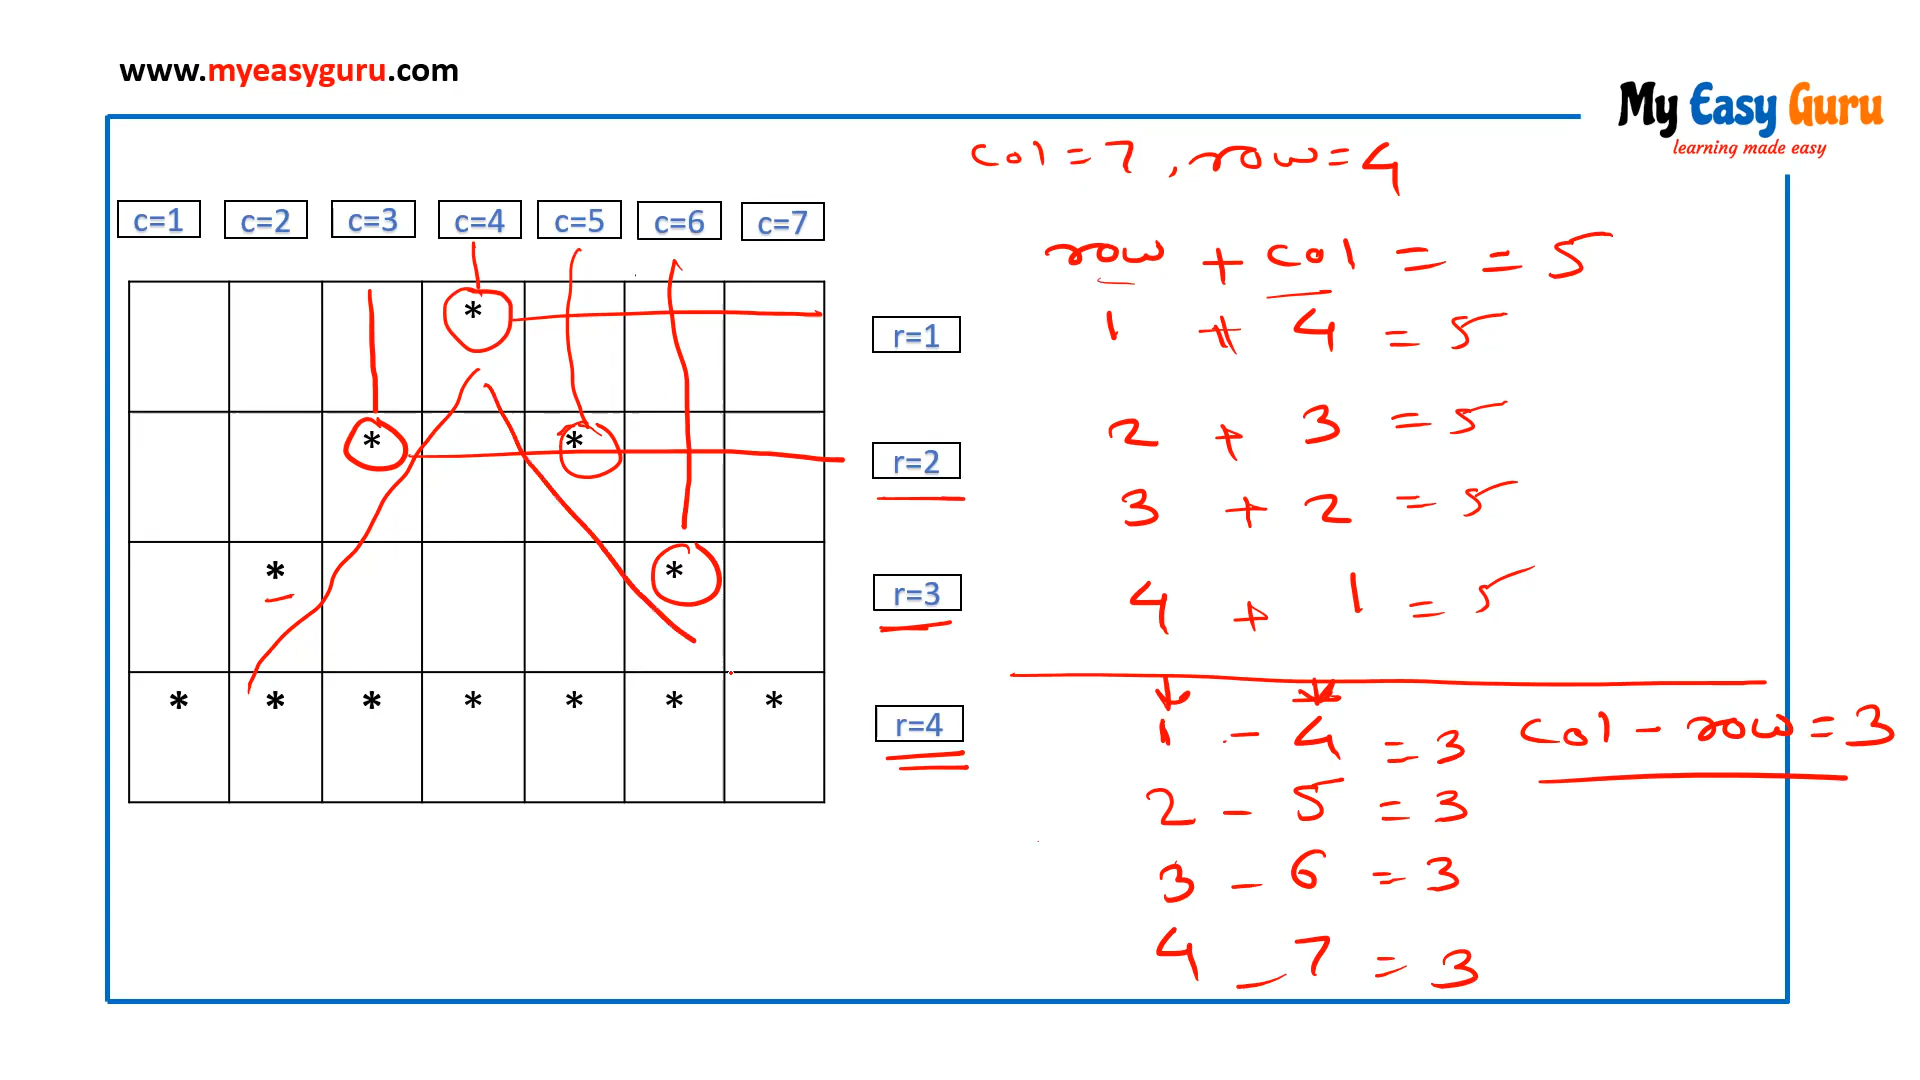 www.myeasyguru.com
My Easy Guru
learning made easy
col = 7 , row = 4
c=1 c=2 c=3 c=4 c=5 c=6 c=7
row + col = = 5
*
r=1
1 + 4 = 5
* *
r=2
2 + 3 = 5
3 + 2 = 5
* *
r=3
4 + 1 = 5
* * * * * * *
r=4
1 - 4 = 3
col - row = 3
2 - 5 = 3
3 - 6 = 3
4 - 7 = 3